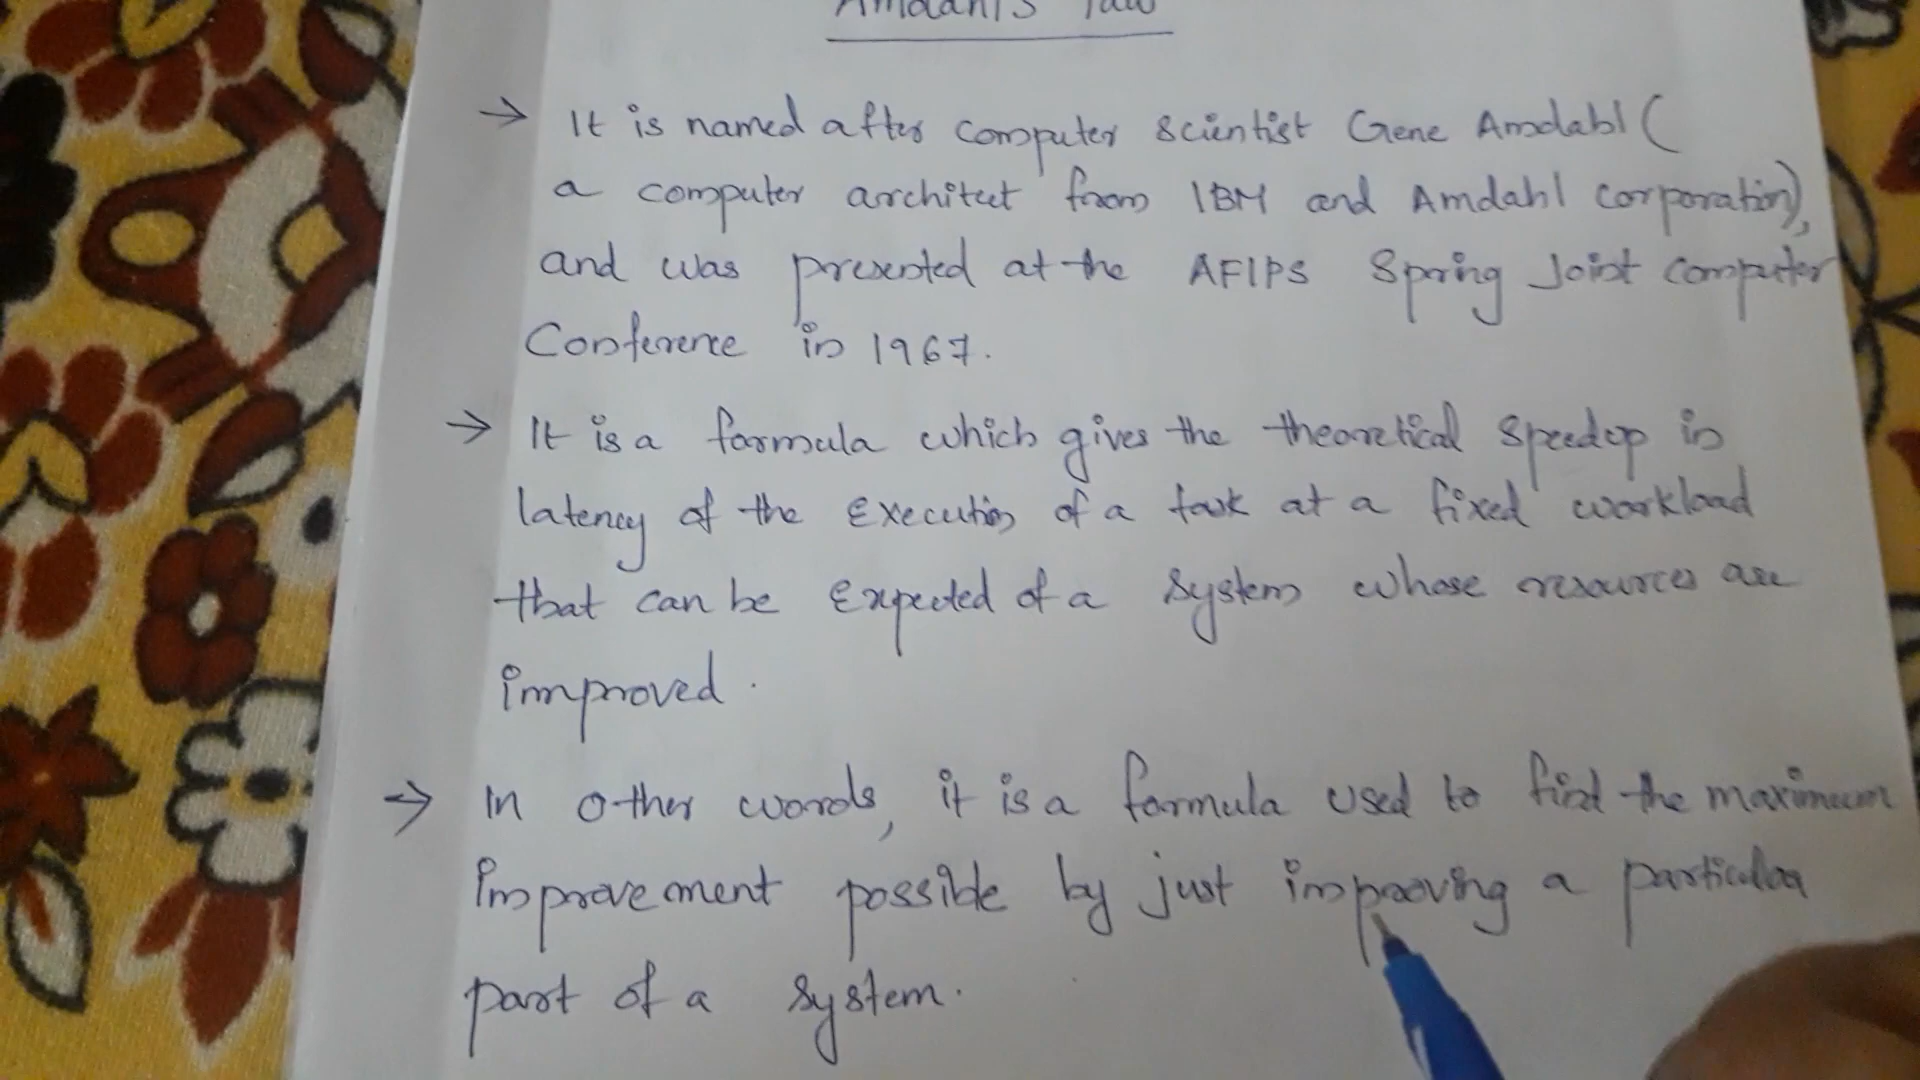 Amdahl's law
→ It is named after computer scientist Gene Amdahl (
a computer architect from IBM and Amdahl corporation),
and was presented at the AFIPS Spring Joint computer
Conference in 1967.
→ It is a formula which gives the theoretical speedup in
latency of the execution of a task at a fixed workload
that can be expected of a system whose resources are
improved.
→ In other words, it is a formula used to find the maximum
improvement possible by just improving a particular
part of a system.